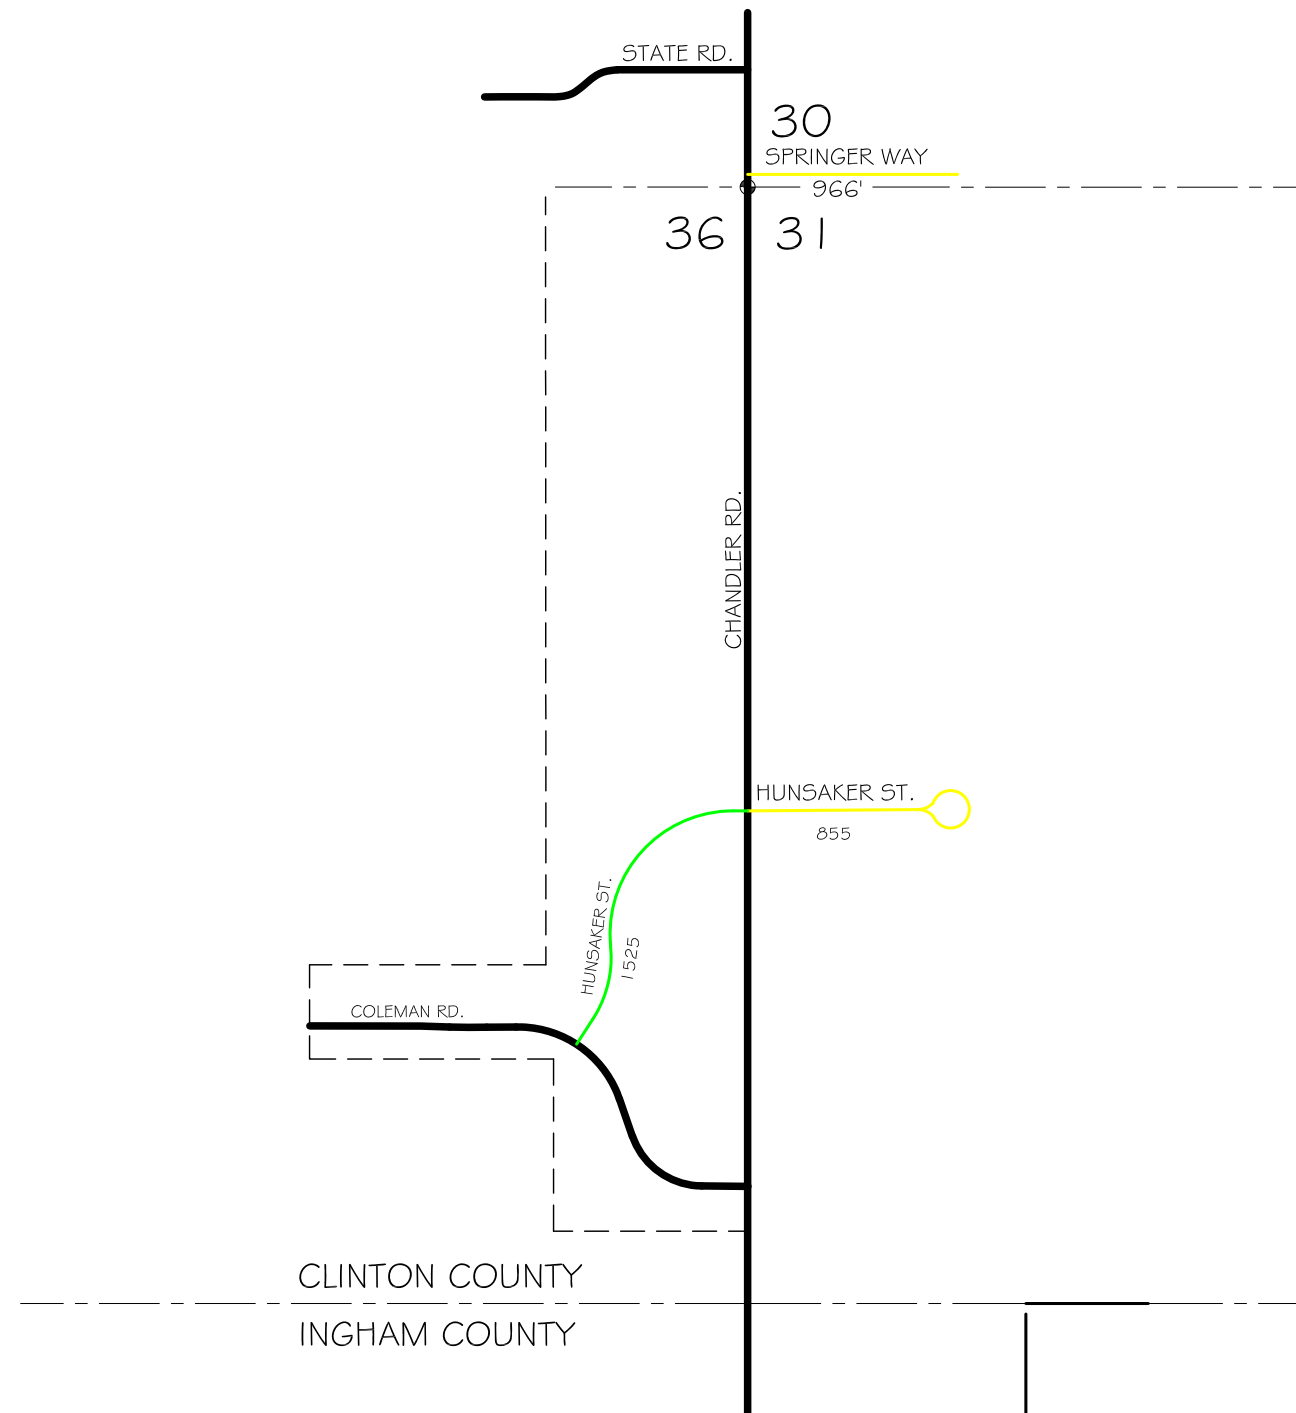 STATE RD.
30
SPRINGER WAY
966'
36
31
CHANDLER RD.
HUNSAKER ST.
855
HUNSAKER ST.
1525
COLEMAN RD.
CLINTON COUNTY
INGHAM COUNTY